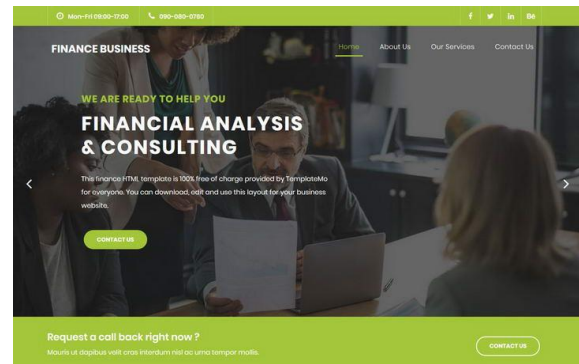 Mon-Fri 09:00-17:00 090-080-0780
FINANCE BUSINESS Home About Us Our Services Contact Us
WE ARE READY TO HELP YOU
FINANCIAL ANALYSIS
& CONSULTING
This finance HTML template is 100% free of charge provided by TemplateMo
for everyone. You can download, edit and use this layout for your business
website.
CONTACT US
Request a call back right now ?
Mauris ut dapibus velit cras interdum nisl ac urna tempor mollis.
CONTACT US